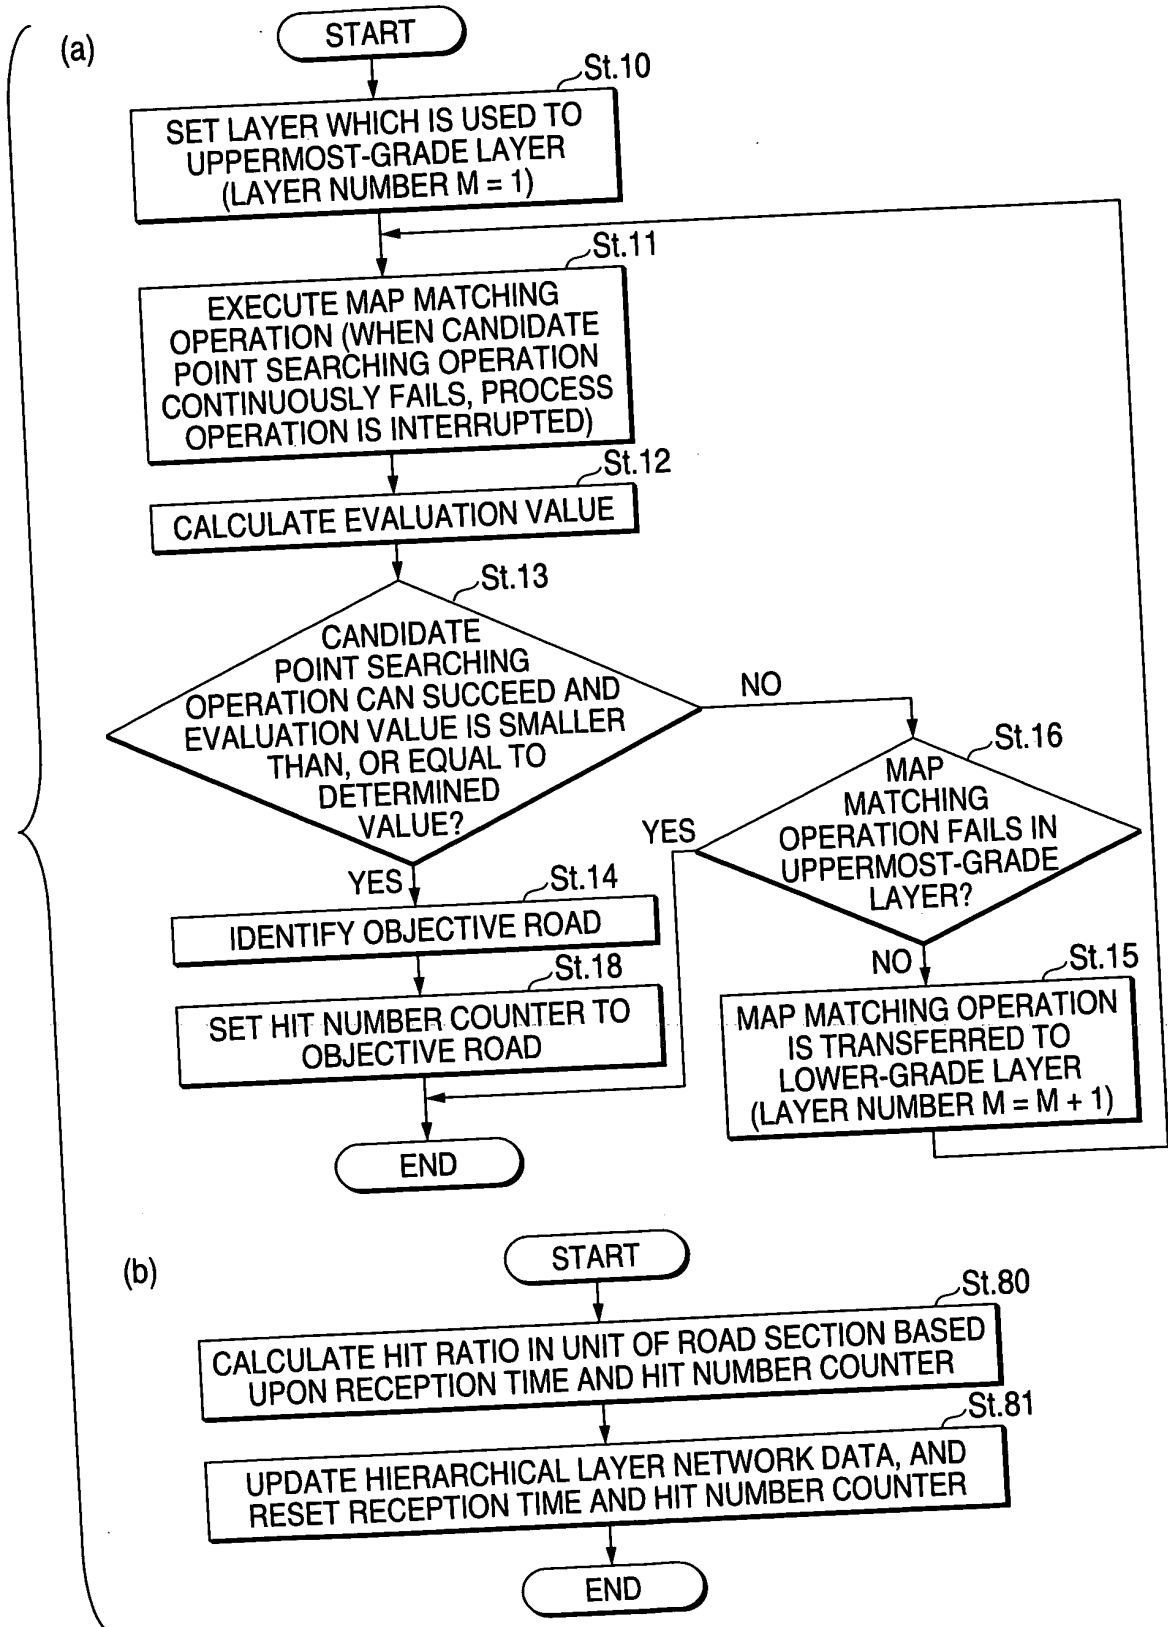 (a)
START
St.10
SET LAYER WHICH IS USED TO
UPPERMOST-GRADE LAYER
(LAYER NUMBER M = 1)
St.11
EXECUTE MAP MATCHING
OPERATION (WHEN CANDIDATE
POINT SEARCHING OPERATION
CONTINUOUSLY FAILS, PROCESS
OPERATION IS INTERRUPTED)
St.12
CALCULATE EVALUATION VALUE
St.13
CANDIDATE
POINT SEARCHING
OPERATION CAN SUCCEED AND
EVALUATION VALUE IS SMALLER
THAN, OR EQUAL TO
DETERMINED
VALUE?
NO
St.16
MAP
MATCHING
OPERATION FAILS IN
UPPERMOST-GRADE
LAYER?
YES
YES
St.14
IDENTIFY OBJECTIVE ROAD
St.18
SET HIT NUMBER COUNTER TO
OBJECTIVE ROAD
NO
St.15
MAP MATCHING OPERATION
IS TRANSFERRED TO
LOWER-GRADE LAYER
(LAYER NUMBER M = M + 1)
END
(b)
START
St.80
CALCULATE HIT RATIO IN UNIT OF ROAD SECTION BASED
UPON RECEPTION TIME AND HIT NUMBER COUNTER
St.81
UPDATE HIERARCHICAL LAYER NETWORK DATA, AND
RESET RECEPTION TIME AND HIT NUMBER COUNTER
END